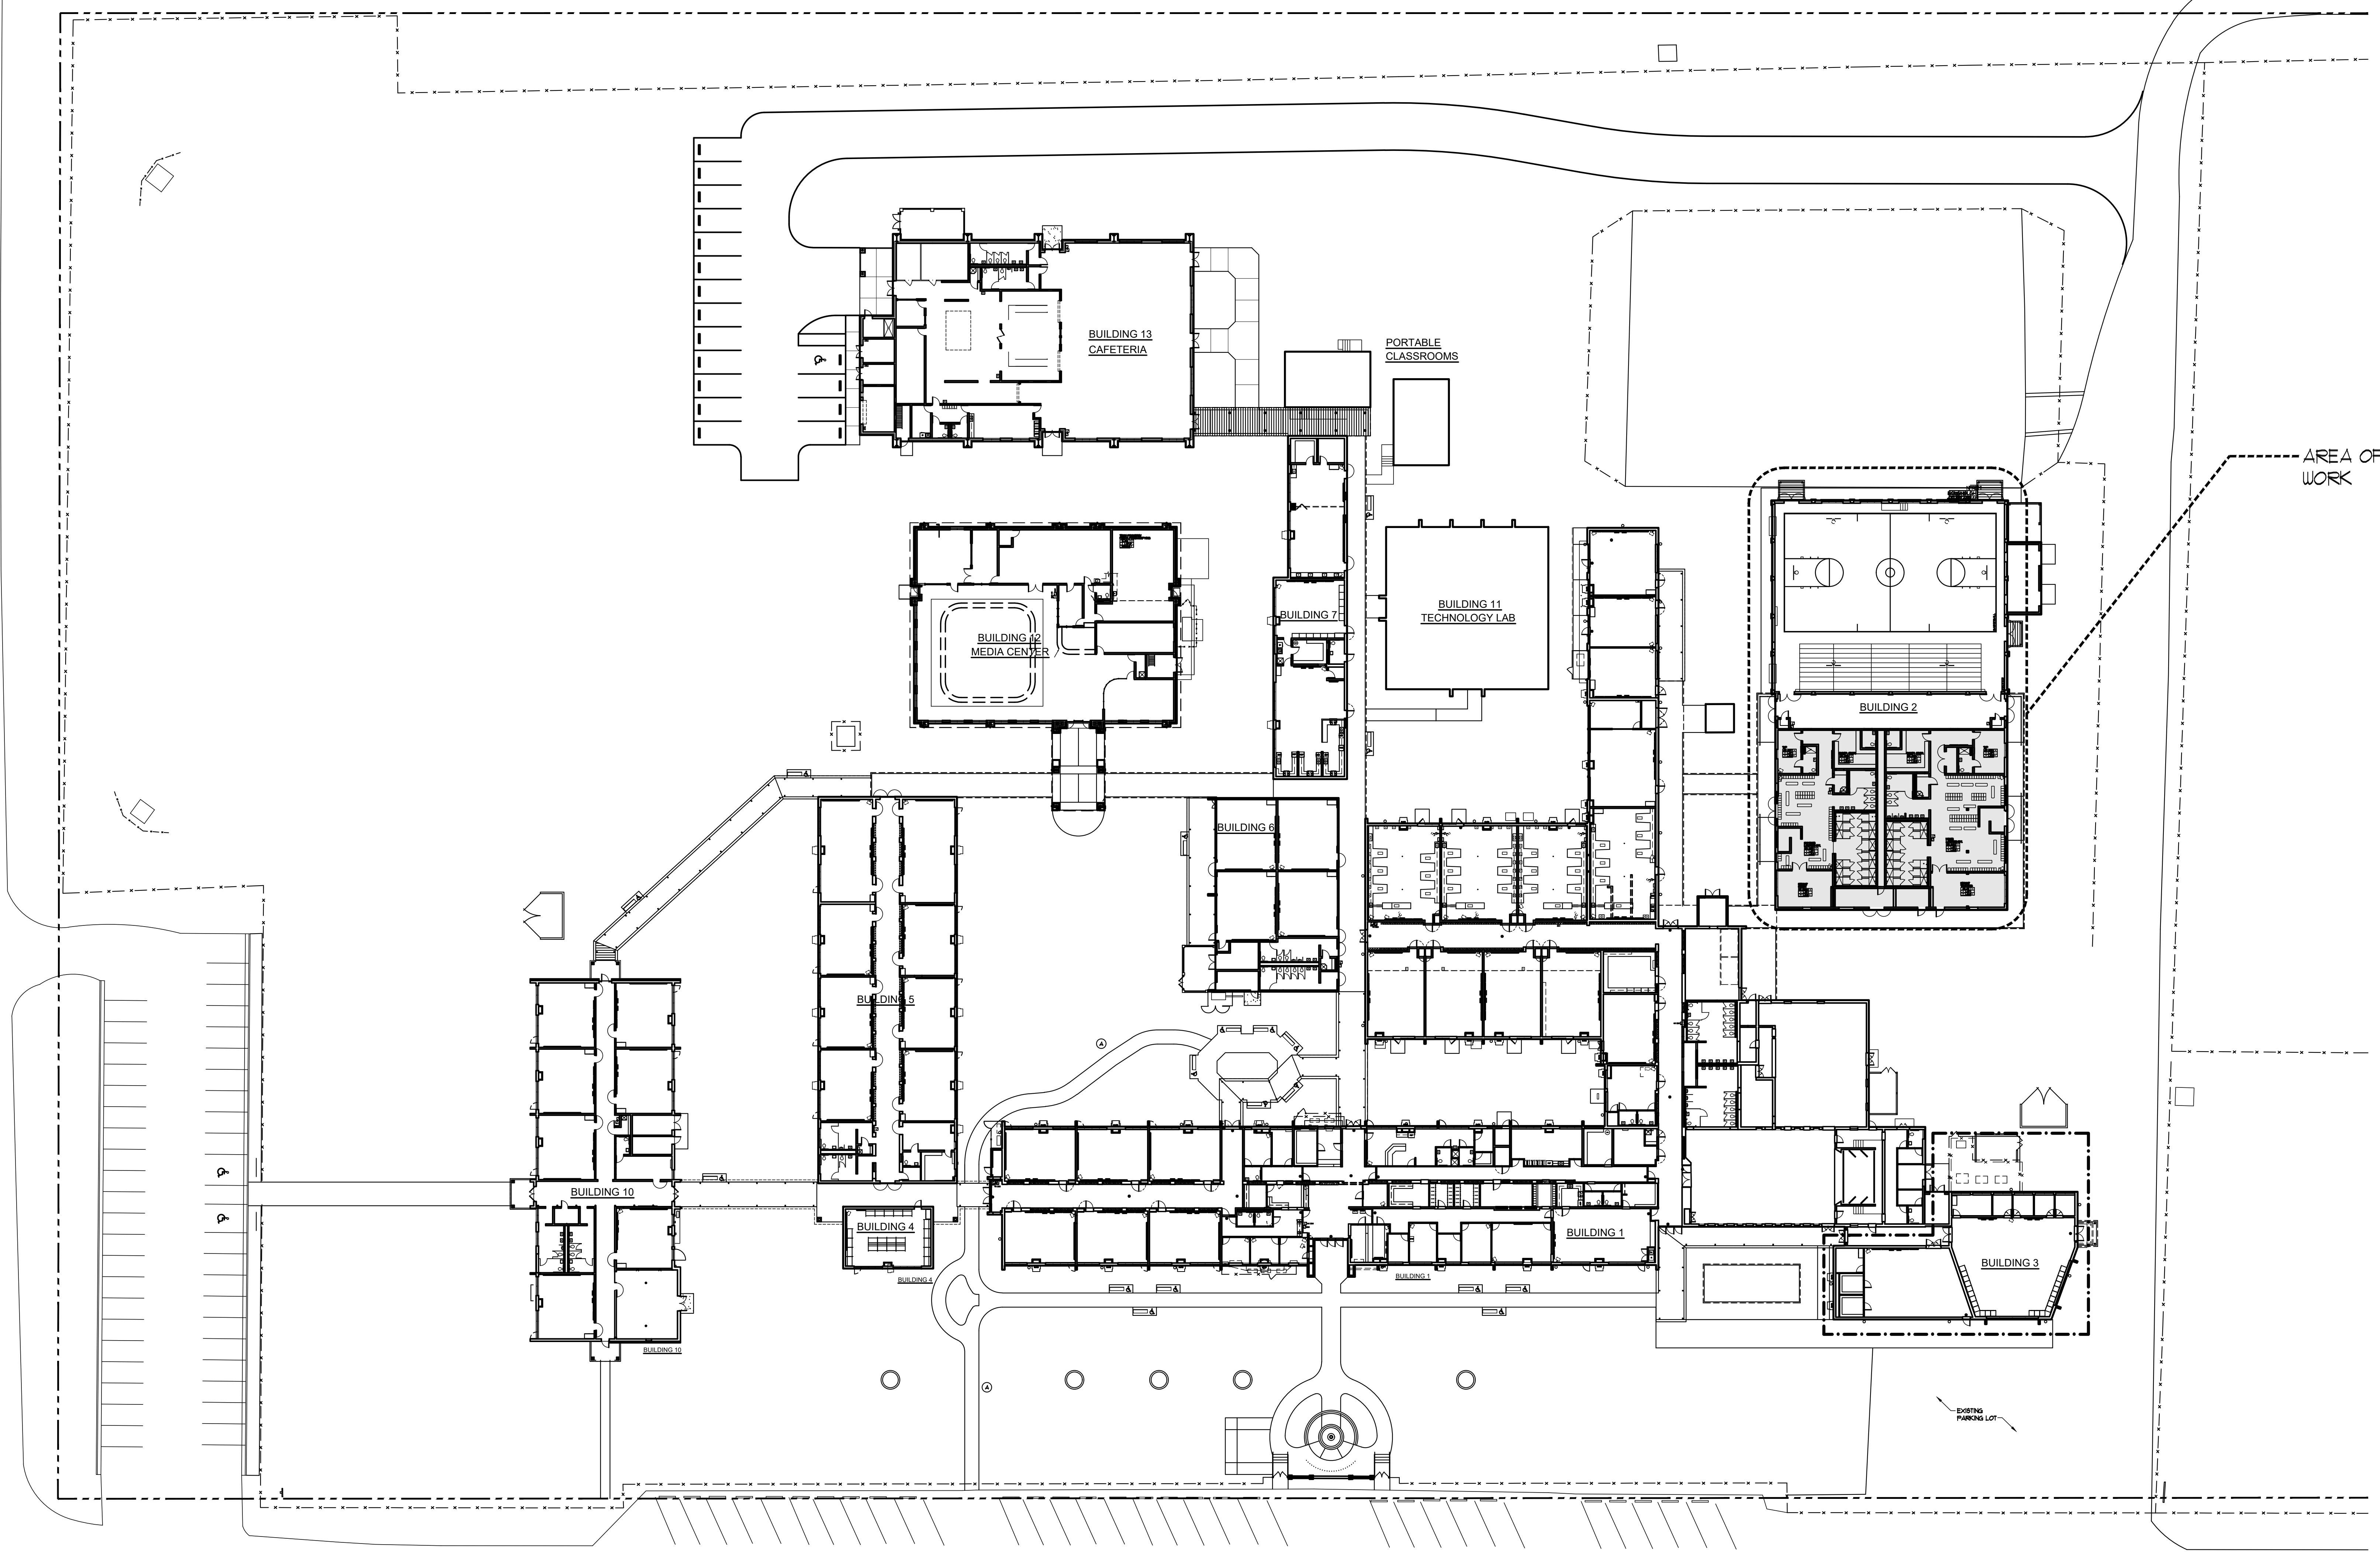 BUILDING 13
CAFETERIA
PORTABLE
CLASSROOMS
AREA OF
WORK
BUILDING 7
BUILDING 11
TECHNOLOGY LAB
BUILDING 12
MEDIA CENTER
BUILDING 2
BUILDING 6
BUILDING 5
BUILDING 10
BUILDING 4
BUILDING 1
BUILDING 3
BUILDING 4
BUILDING 1
BUILDING 10
A
A
EXISTING
PARKING LOT